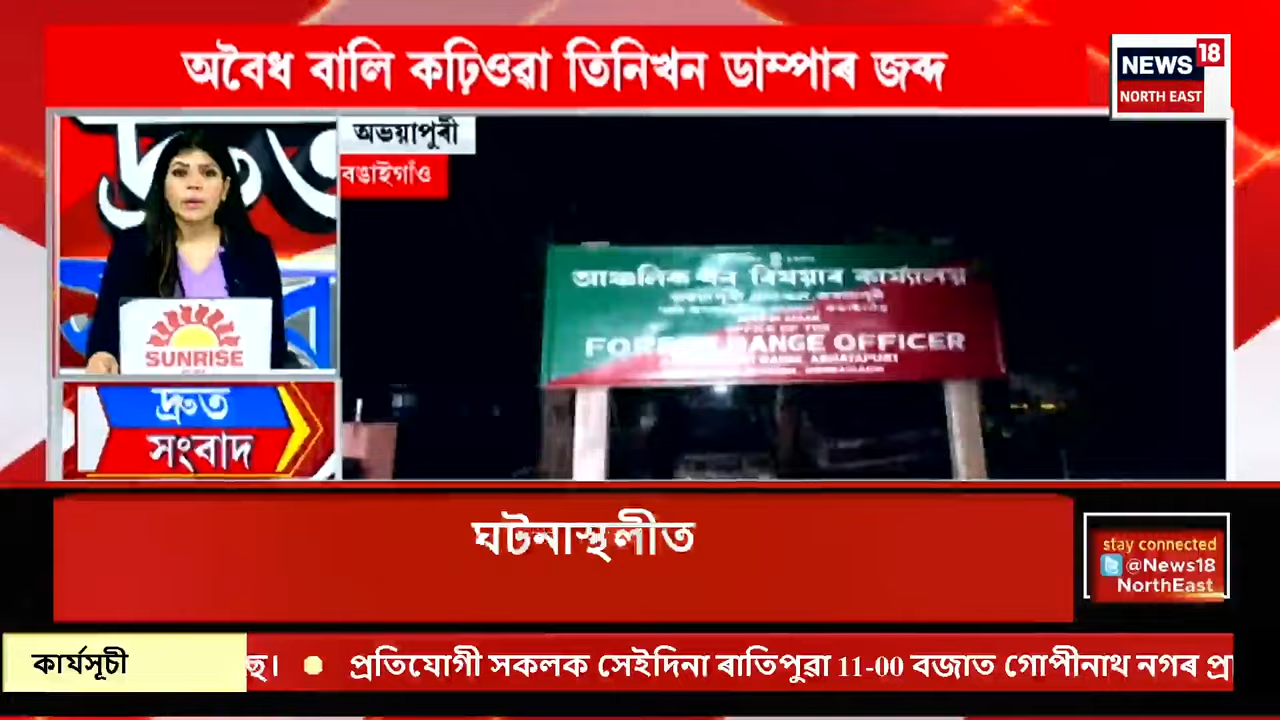 অবৈধ বালি কঢ়িওৱা তিনিখন ডাম্পাৰ জব্দ
NEWS 18
NORTH EAST
অভয়াপুৰী
বঙাইগাঁও
দ্ৰুত
আঞ্চলিক বন বিষয়াৰ কাৰ্য্যালয়
OFFICE OF THE
FOREST RANGE OFFICER
SUNRISE
দ্ৰুত
সংবাদ
ঘটনাস্থলীত
stay connected
@News18
NorthEast
কাৰ্যসূচী
ছে। ● প্ৰতিযোগী সকলক সেইদিনা ৰাতিপুৱা 11-00 বজাত গোপীনাথ নগৰ প্ৰা